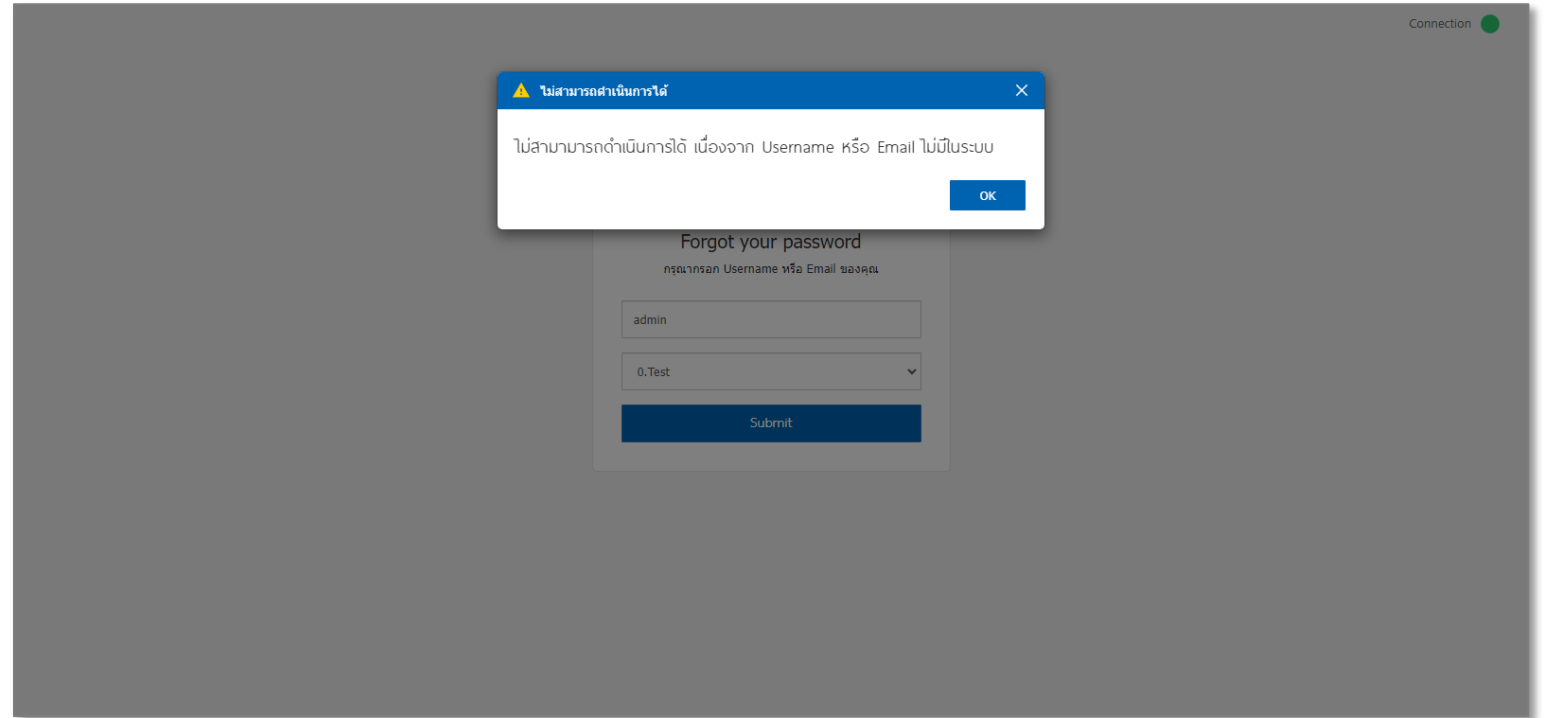 Connection
ไม่สามารถดำเนินการได้
ไม่สามามารถดำเนินการได้ เนื่องจาก Username หรือ Email ไม่มีในระบบ
OK
Forgot your password
กรุณากรอก Username หรือ Email ของคุณ
admin
0.Test
Submit